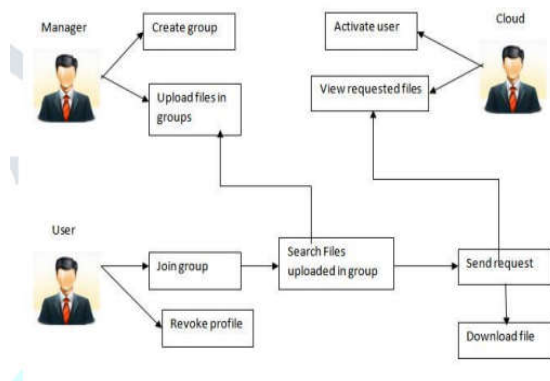 Manager
Create group
Upload files in
groups
Activate user
View requested files
Cloud
User
Join group
Revoke profile
Search Files
uploaded in group
Send request
Download file